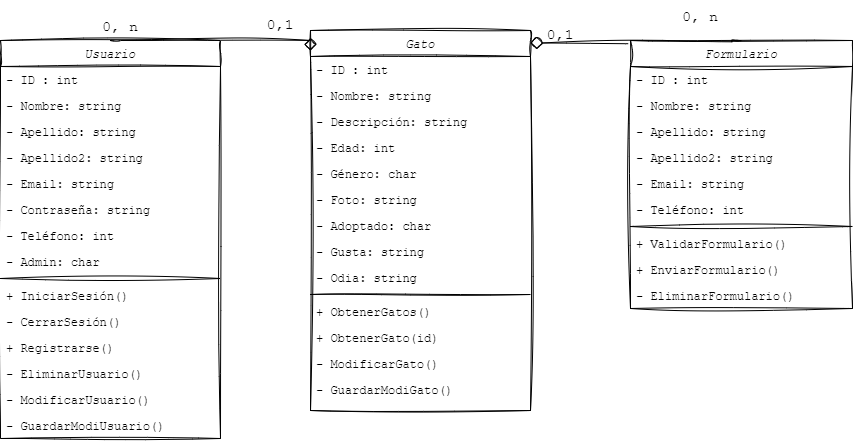 0, n
0,1
Usuario
- ID : int
- Nombre: string
- Apellido: string
- Apellido2: string
- Email: string
- Contraseña: string
- Teléfono: int
- Admin: char
+ IniciarSesión()
- CerrarSesión()
+ Registrarse()
- EliminarUsuario()
- ModificarUsuario()
- GuardarModiUsuario()
Gato
- ID : int
- Nombre: string
- Descripción: string
- Edad: int
- Género: char
- Foto: string
- Adoptado: char
- Gusta: string
- Odia: string
+ ObtenerGatos()
+ ObtenerGato(id)
- ModificarGato()
- GuardarModiGato()
0,1
0, n
Formulario
- ID : int
- Nombre: string
- Apellido: string
- Apellido2: string
- Email: string
- Teléfono: int
+ ValidarFormulario()
+ EnviarFormulario()
- EliminarFormulario()